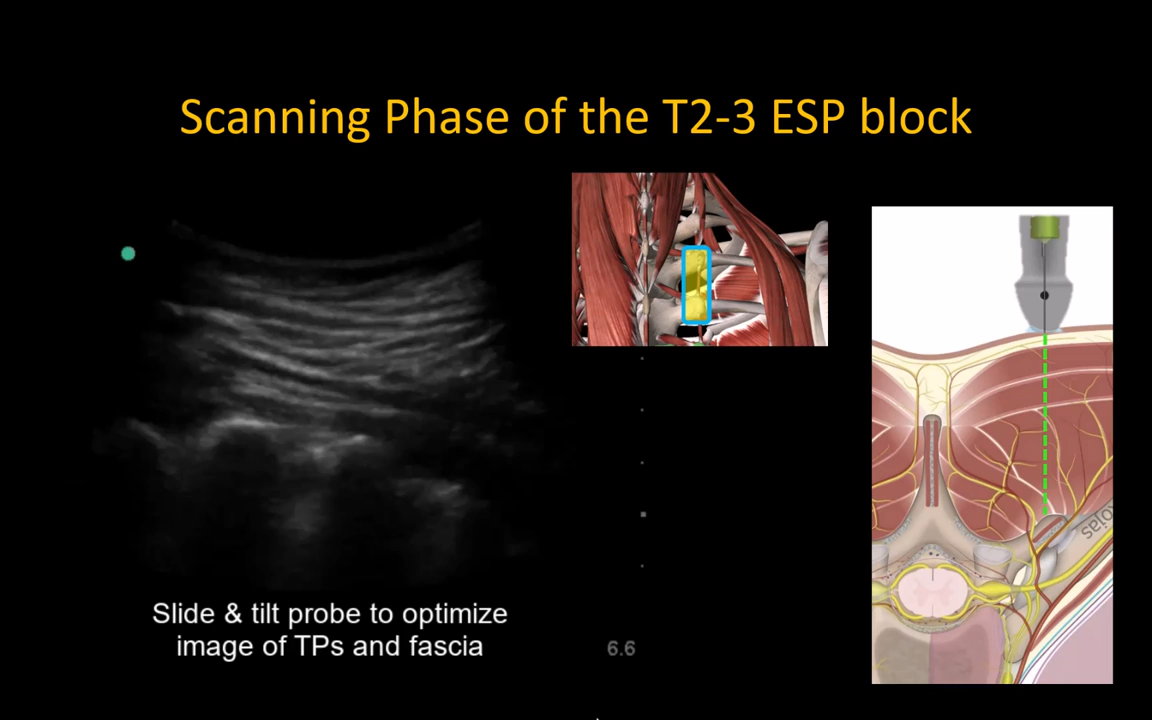 Scanning Phase of the T2-3 ESP block
Slide & tilt probe to optimize
image of TPs and fascia
6.6
ojas